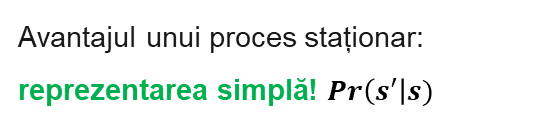 Avantajul unui proces staționar:
reprezentarea simplă! Pr(s′|s)